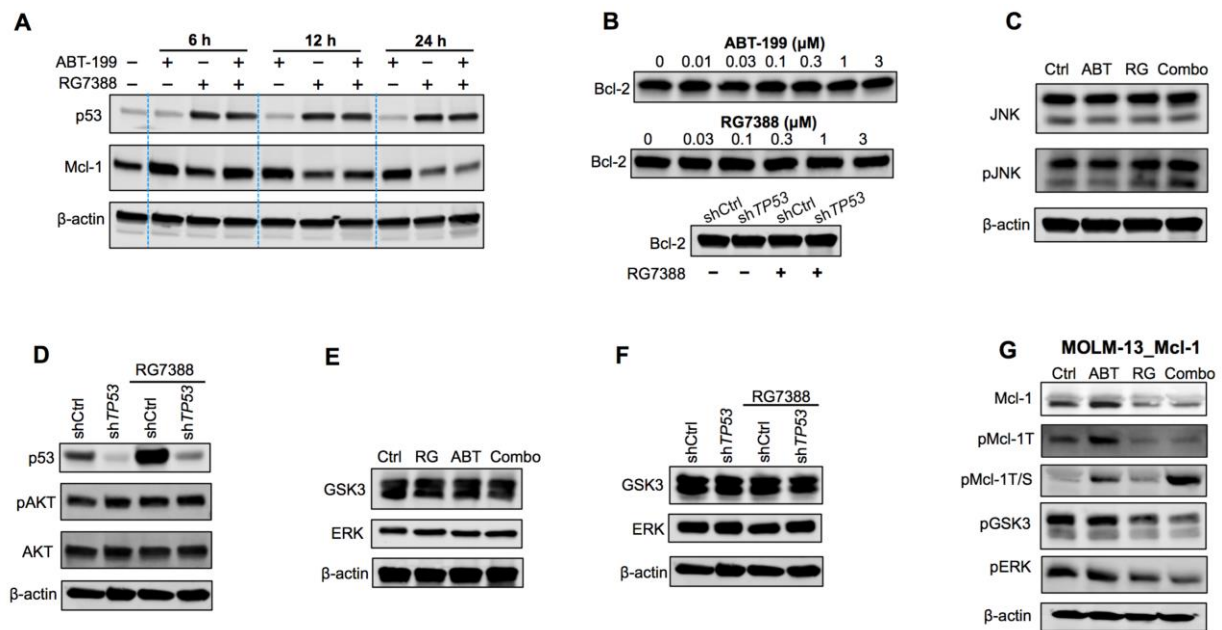 A
6 h 12 h 24 h
ABT-199 – + – + + – + + – +
RG7388 – – + + – + + – + +
p53
Mcl-1
β-actin
B
ABT-199 (μM)
0 0.01 0.03 0.1 0.3 1 3
Bcl-2
RG7388 (μM)
0 0.03 0.1 0.3 1 3
Bcl-2
shCtrl shTP53 shCtrl shTP53
Bcl-2
RG7388 – – + +
C
Ctrl ABT RG Combo
JNK
pJNK
β-actin
D
RG7388
shCtrl shTP53 shCtrl shTP53
p53
pAKT
AKT
β-actin
E
Ctrl RG ABT Combo
GSK3
ERK
β-actin
F
RG7388
shCtrl shTP53 shCtrl shTP53
GSK3
ERK
β-actin
G
MOLM-13_Mcl-1
Ctrl ABT RG Combo
Mcl-1
pMcl-1T
pMcl-1T/S
pGSK3
pERK
β-actin